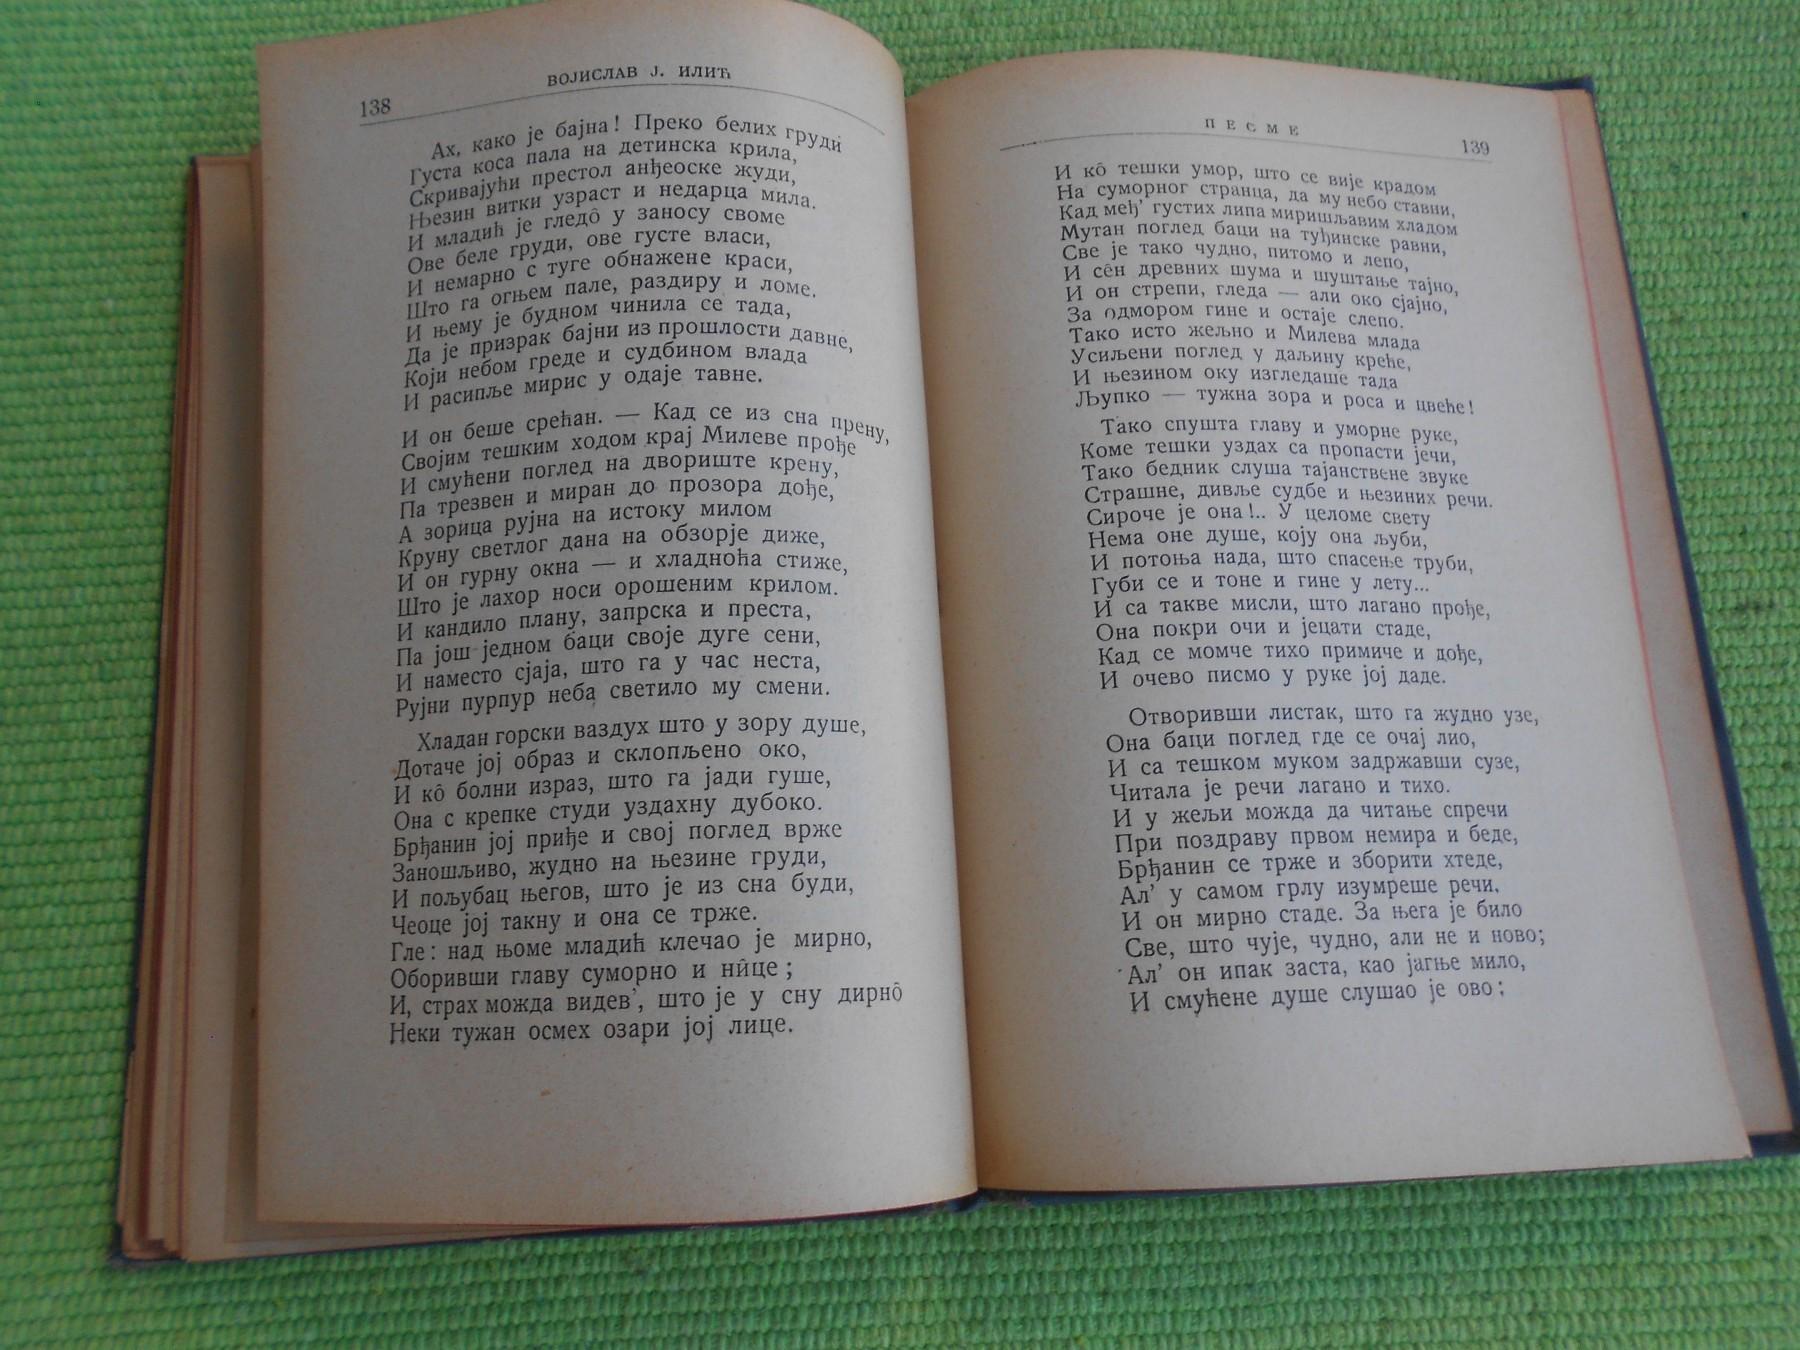 138
ВОЈИСЛАВ Ј. ИЛИЋ
Ах, како је бајна! Преко белих груди
Густа коса пала на детинска крила,
Скривајући престол анђеоске жуди,
Њезин витки узраст и недарца мила.
И младић је гледо̂ у заносу своме
Ове беле груди, ове густе власи,
И немарно с туге обнажене краси,
Што га огњем пале, раздиру и ломе.
И њему је будном чинила се тада,
Да је призрак бајни из прошлости давне,
Који небом греде и судбином влада
И расипље мирис у одаје тавне.
И он беше срећан. — Кад се из сна прену,
Својим тешким ходом крај Милеве прође
И смућени поглед на двориште крену,
Па трезвен и миран до прозора дође,
А зорица рујна на истоку милом
Круну светлог дана на обзорје диже,
И он гурну окна — и хладноћа стиже,
Што је лахор носи орошеним крилом.
И кандило плану, запрска и преста,
Па још једном баци своје дуге сени,
И наместо сјаја, што га у час неста,
Рујни пурпур неба светило му смени.
Хладан горски ваздух што у зору душе,
Дотаче јој образ и склопљено око,
И ко̂ болни израз, што га јади гуше,
Она с крепке студи уздахну дубоко.
Брђанин јој приђе и свој поглед врже
Заношљиво, жудно на њезине груди,
И пољубац његов, што је из сна буди,
Чеоце јој такну и она се трже.
Гле: над њоме младић клечао је мирно,
Оборивши главу суморно и ни̂це;
И, страх можда видев’, што је у сну дирно̂
Неки тужан осмех озари јој лице.
ПЕСМЕ
139
И ко̂ тешки умор, што се вије крадом
На суморног странца, да му небо ставни,
Кад међ’ густих липа миришљавим хладом
Мутан поглед баци на туђинске равни,
Све је тако чудно, питомо и лепо,
И се̂н древних шума и шуштање тајно,
И он стрепи, гледа — али око сјајно,
За одмором гине и остаје слепо.
Тако исто жељно и Милева млада
Усиљени поглед у даљину креће,
И њезином оку изгледаше тада
Љупко — тужна зора и роса и цвеће!
Тако спушта главу и уморне руке,
Коме тешки уздах са пропасти јечи,
Тако бедник слуша тајанствене звуке
Страшне, дивље судбе и њезиних речи.
Сироче је она!.. У целоме свету
Нема оне душе, коју она љуби,
И потоња нада, што спасење труби,
Губи се и тоне и гине у лету...
И са такве мисли, што лагано прође,
Она покри очи и јецати стаде,
Кад се момче тихо примиче и дође,
И очево писмо у руке јој даде.
Отворивши листак, што га жудно узе,
Она баци поглед где се очај лио,
И са тешком муком задржавши сузе,
Читала је речи лагано и тихо.
И у жељи можда да читање спречи
При поздраву првом немира и беде,
Брђанин се трже и зборити хтеде,
Ал’ у самом грлу изумреше речи.
И он мирно стаде. За њега је било
Све, што чује, чудно, али не и ново;
Ал’ он ипак заста, као јагње мило,
И смућене душе слушао је ово: